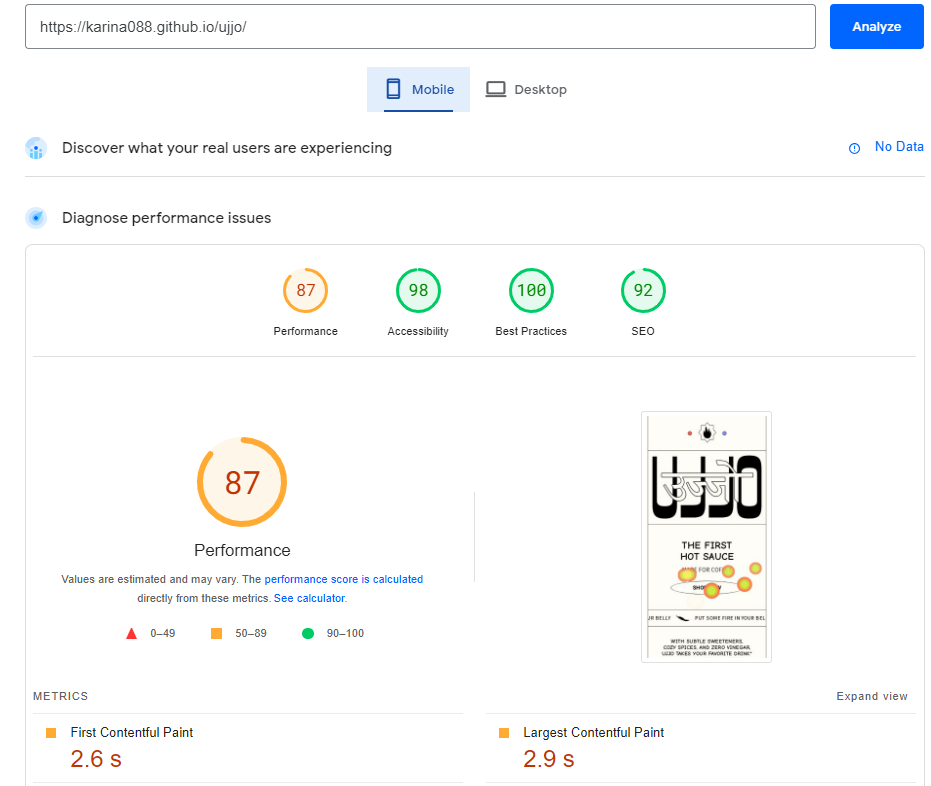 https://karina088.github.io/ujjo/
Analyze
Mobile
Desktop
Discover what your real users are experiencing
No Data
Diagnose performance issues
87
98
100
92
Performance
Accessibility
Best Practices
SEO
87
Performance
Values are estimated and may vary. The performance score is calculated
directly from these metrics. See calculator.
0–49
50–89
90–100
UJJO
उज्जो
THE FIRST
HOT SAUCE
MADE FOR COF
SHO W
UR BELLY
PUT SOME FIRE IN YOUR BEL
WITH SUBTLE SWEETENERS,
COZY SPICES, AND ZERO VINEGAR,
UJJO TAKES YOUR FAVORITE DRINK"
METRICS
Expand view
First Contentful Paint
2.6 s
Largest Contentful Paint
2.9 s